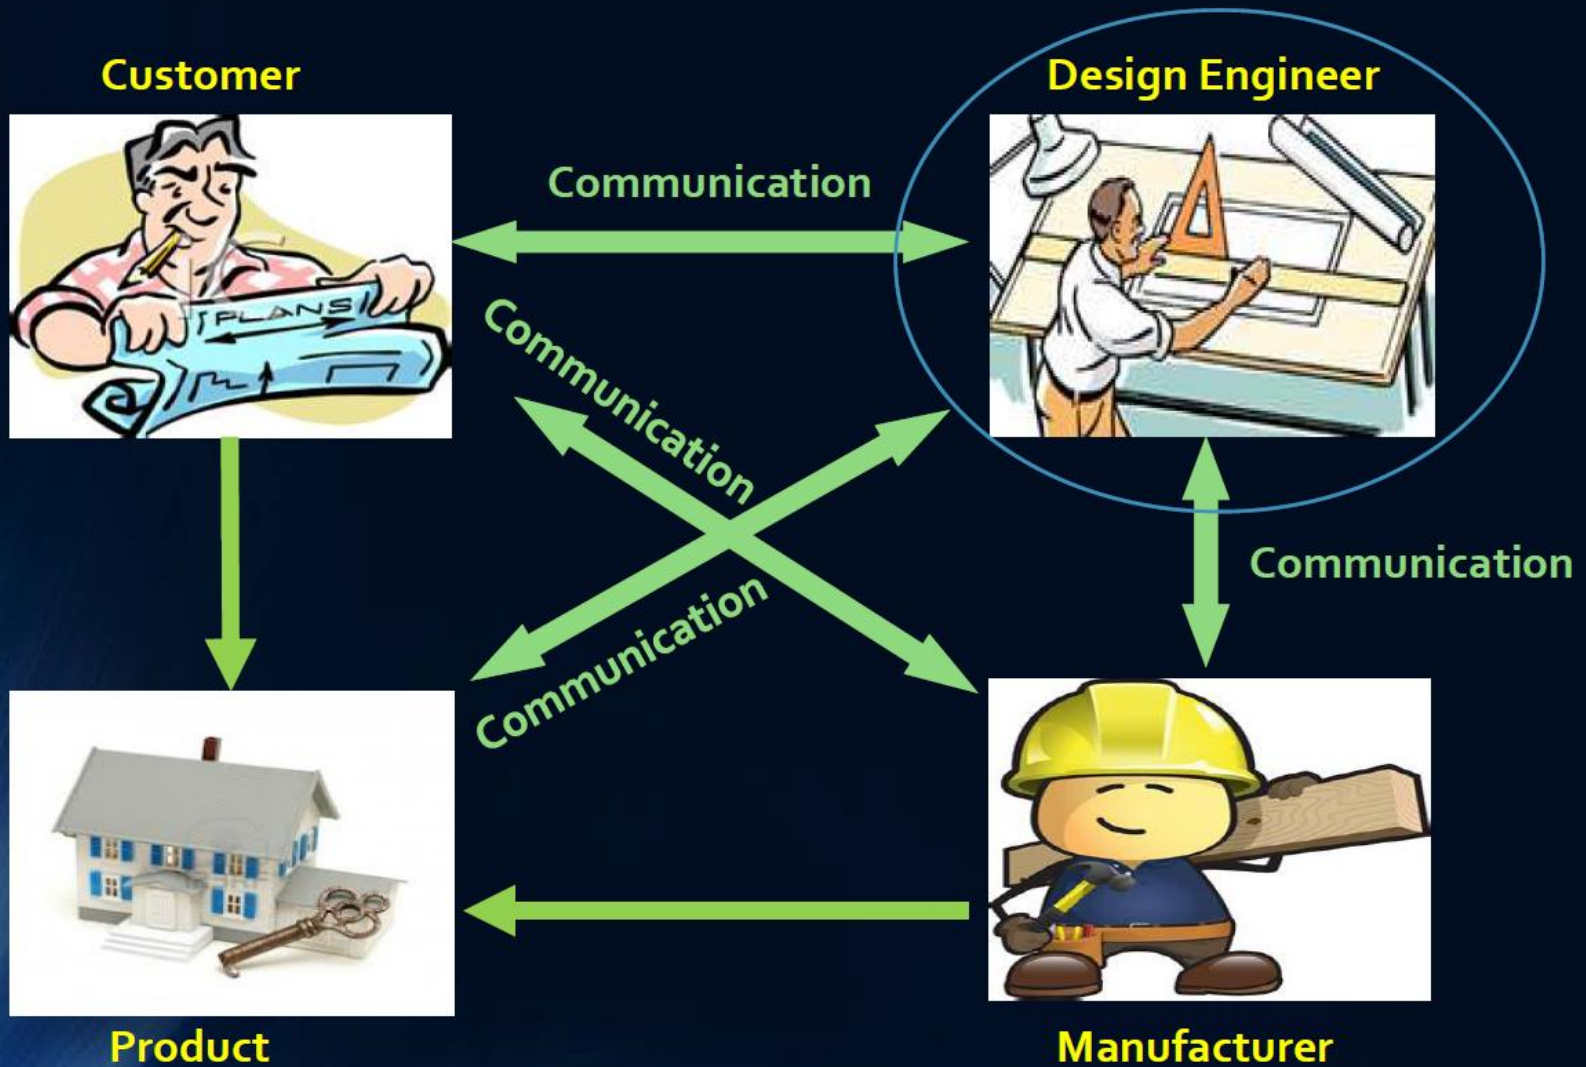 Customer
Design Engineer
Communication
PLANS
Communication
Communication
Communication
Product
Manufacturer